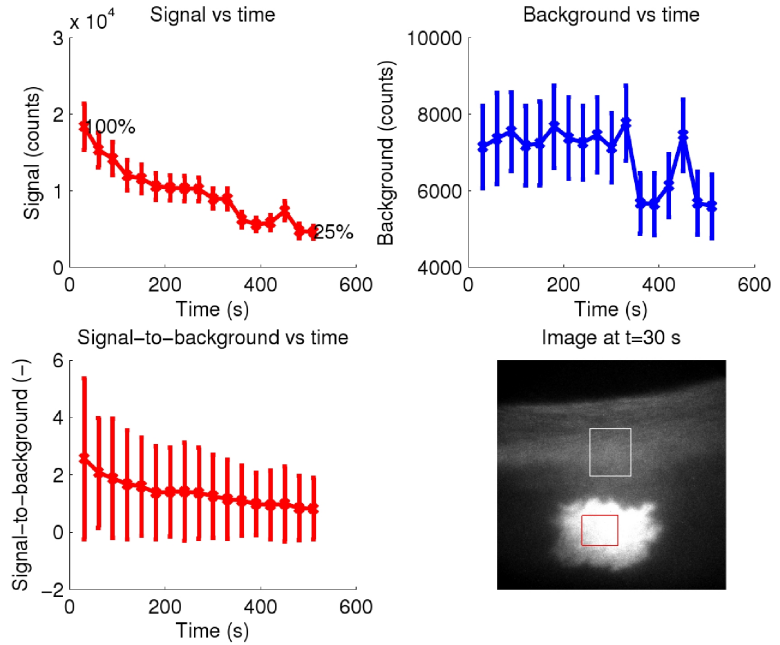 Signal vs time
x 10⁴
3
2
1
0
0 200 400 600
Signal (counts)
Time (s)
100%
25%
Background vs time
10000
8000
6000
4000
0 200 400 600
Background (counts)
Time (s)
Signal−to−background vs time
6
4
2
0
−2
0 200 400 600
Signal−to−background (−)
Time (s)
Image at t=30 s